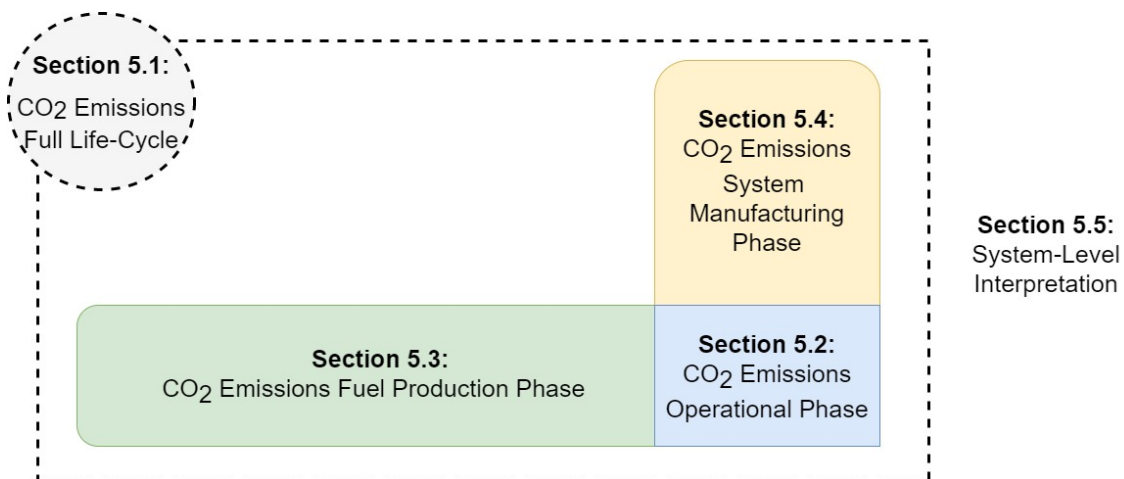 Section 5.1:
CO2 Emissions
Full Life-Cycle
Section 5.4:
CO2 Emissions
System
Manufacturing
Phase
Section 5.5:
System-Level
Interpretation
Section 5.3:
CO2 Emissions Fuel Production Phase
Section 5.2:
CO2 Emissions
Operational Phase